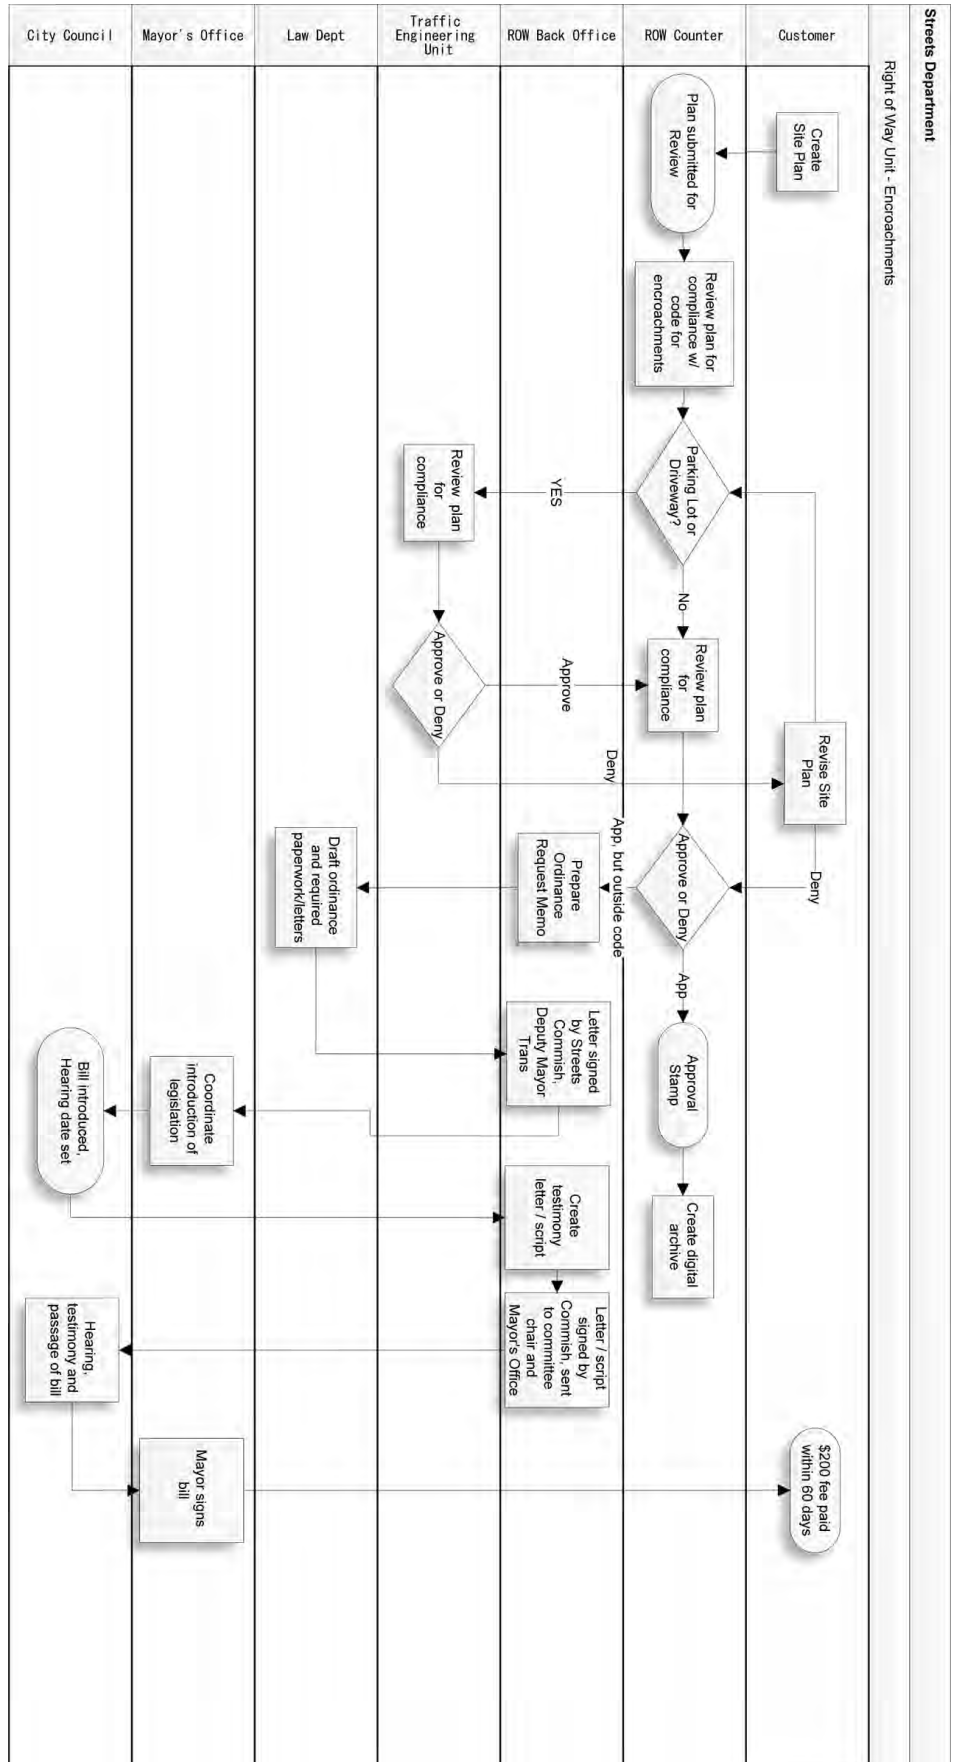 Streets Department
Right of Way Unit - Encroachments
Customer
ROW Counter
ROW Back Office
Traffic
Engineering
Unit
Law Dept
Mayor's Office
City Council
Create
Site Plan
Plan submitted for
Review
Review plan for
compliance w/
code for
encroachments
Parking Lot or
Driveway?
YES
No
Review plan
for
compliance
Approve or Deny
Approve
Deny
Review plan
for
compliance
Revise Site
Plan
Deny
Approve or Deny
App, but outside code
App
Approval
Stamp
Create digital
archive
Prepare
Ordinance
Request Memo
Draft ordinance
and required
paperwork/letters
Letter signed
by Streets
Commish,
Deputy Mayor
Trans
Coordinate
introduction of
legislation
Bill introduced,
Hearing date set
Create
testimony
letter / script
Letter / script
signed by
Commish, sent
to committee
chair and
Mayor's Office
Hearing,
testimony and
passage of bill
Mayor signs
bill
$200 fee paid
within 60 days